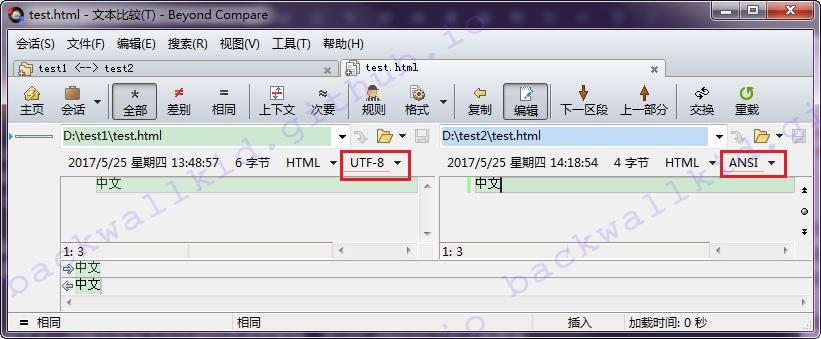 test.html - 文本比较(T) - Beyond Compare
会话(S) 文件(F) 编辑(E) 搜索(R) 视图(V) 工具(T) 帮助(H)
test1 <--> test2 test.html
主页 会话 全部 差别 相同 上下文 次要 规则 格式 复制 编辑 下一区段 上一部分 交换 重载
D:\test1\test.html D:\test2\test.html
2017/5/25 星期四 13:48:57 6 字节 HTML UTF-8 2017/5/25 星期四 14:18:54 4 字节 HTML ANSI
中文 中文
1: 3 1: 3
中文
中文
= 相同 相同 插入 加载时间: 0 秒
backwallkid.github.io